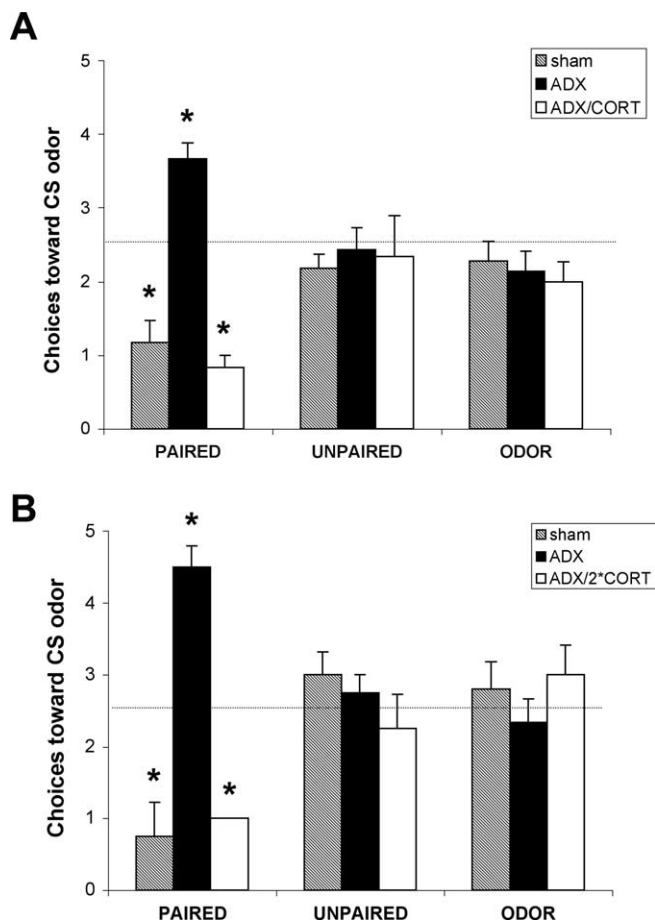 A
sham
ADX
ADX/CORT
Choices toward CS odor
5
4
3
2
1
0
*
*
*
PAIRED
UNPAIRED
ODOR
B
sham
ADX
ADX/2*CORT
Choices toward CS odor
5
4
3
2
1
0
*
*
*
PAIRED
UNPAIRED
ODOR